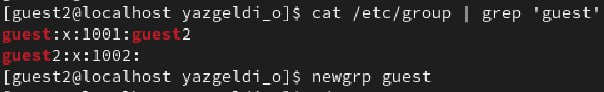 [guest2@localhost yazgeldi_o]$ cat /etc/group | grep 'guest'
guest:x:1001:guest2
guest2:x:1002:
[guest2@localhost yazgeldi_o]$ newgrp guest